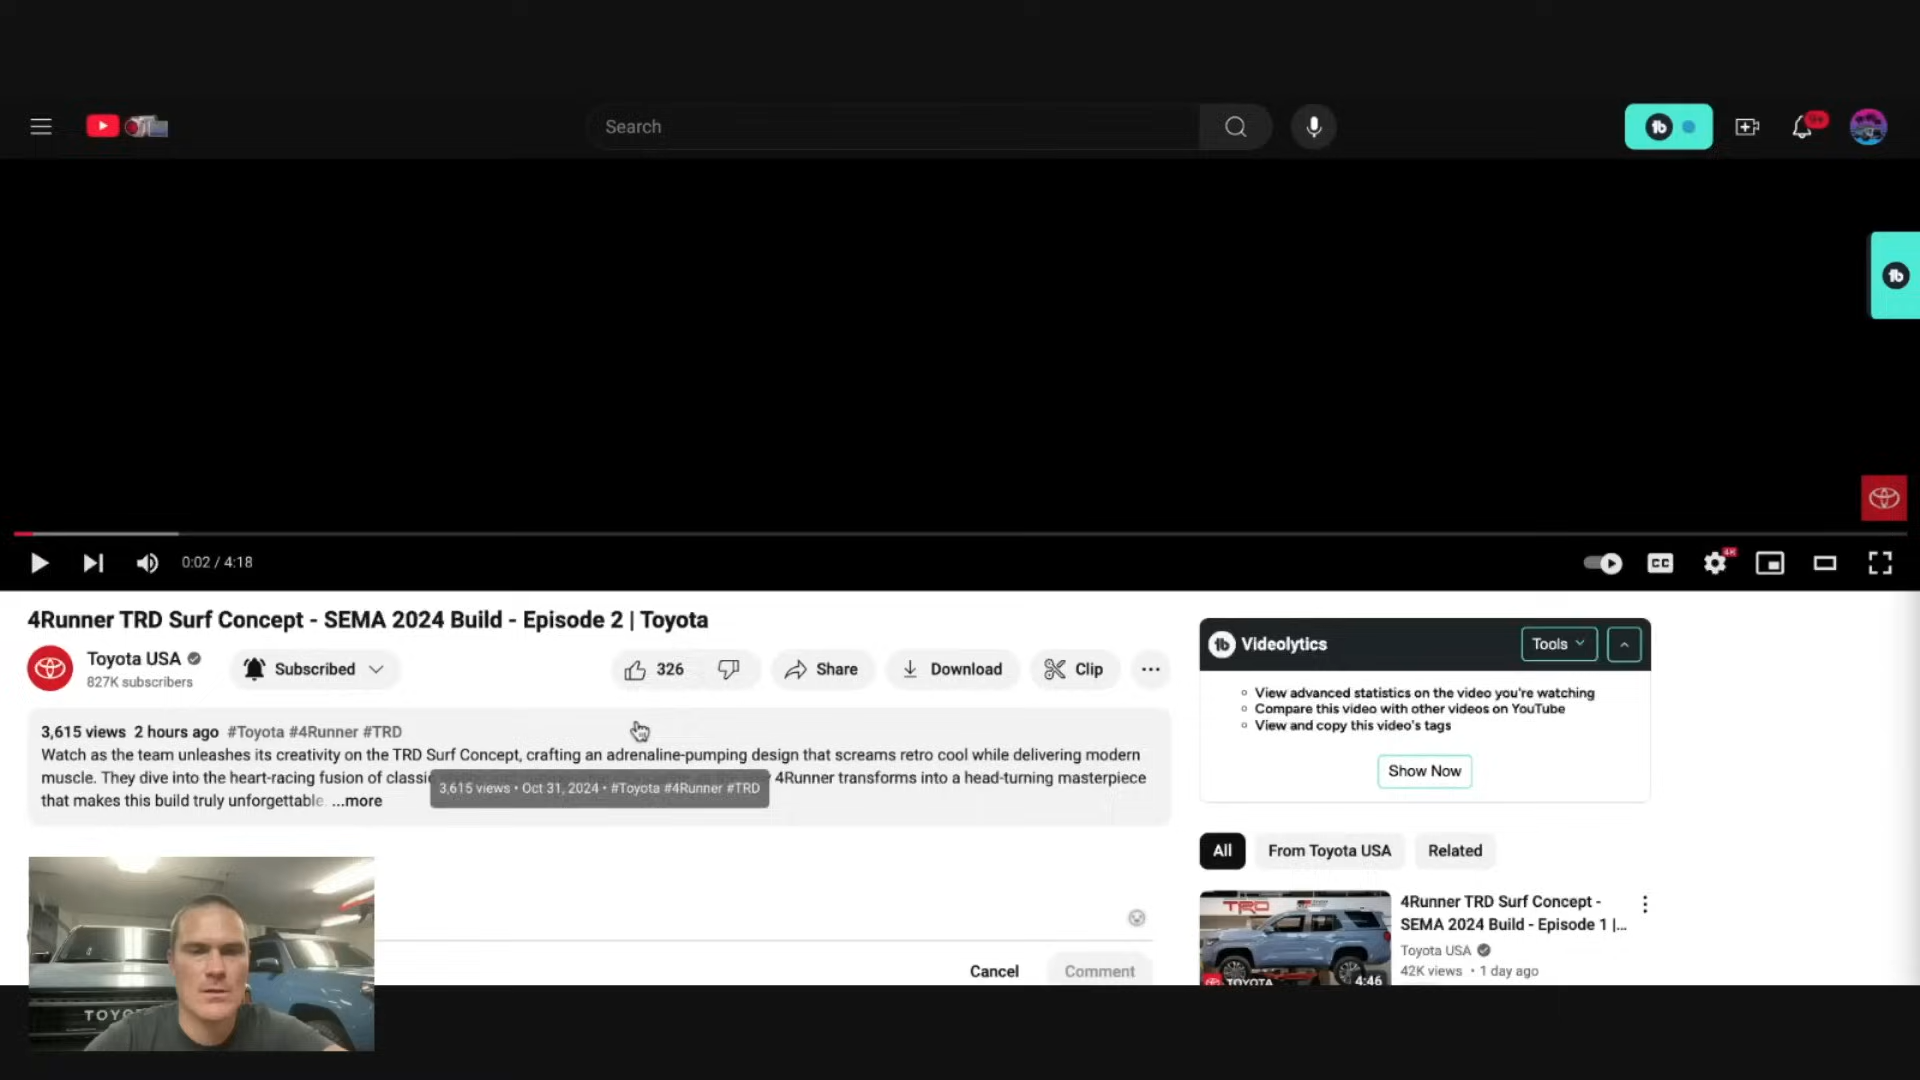 Search
9+
0:02 / 4:18
CC
4K
4Runner TRD Surf Concept - SEMA 2024 Build - Episode 2 | Toyota
Toyota USA
827K subscribers
Subscribed
326
Share
Download
Clip
3,615 views 2 hours ago #Toyota #4Runner #TRD
Watch as the team unleashes its creativity on the TRD Surf Concept, crafting an adrenaline-pumping design that screams retro cool while delivering modern
muscle. They dive into the heart-racing fusion of classic 4Runner transforms into a head-turning masterpiece
that makes this build truly unforgettable. ...more
3,615 views • Oct 31, 2024 • #Toyota #4Runner #TRD
Cancel
Comment
Videolytics
Tools
View advanced statistics on the video you're watching
Compare this video with other videos on YouTube
View and copy this video's tags
Show Now
All
From Toyota USA
Related
TRD
TOYOTA
4:46
4Runner TRD Surf Concept -
SEMA 2024 Build - Episode 1 |...
Toyota USA
42K views • 1 day ago